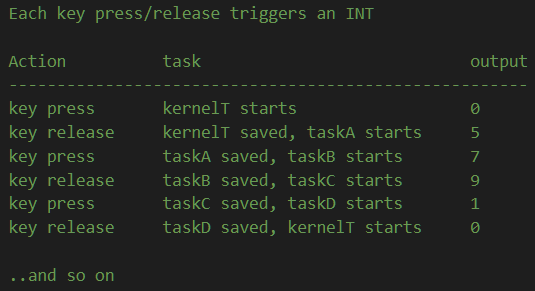 Each key press/release triggers an INT
Action task output
------------------------------------------------------
key press kernelT starts 0
key release kernelT saved, taskA starts 5
key press taskA saved, taskB starts 7
key release taskB saved, taskC starts 9
key press taskC saved, taskD starts 1
key release taskD saved, kernelT starts 0
..and so on